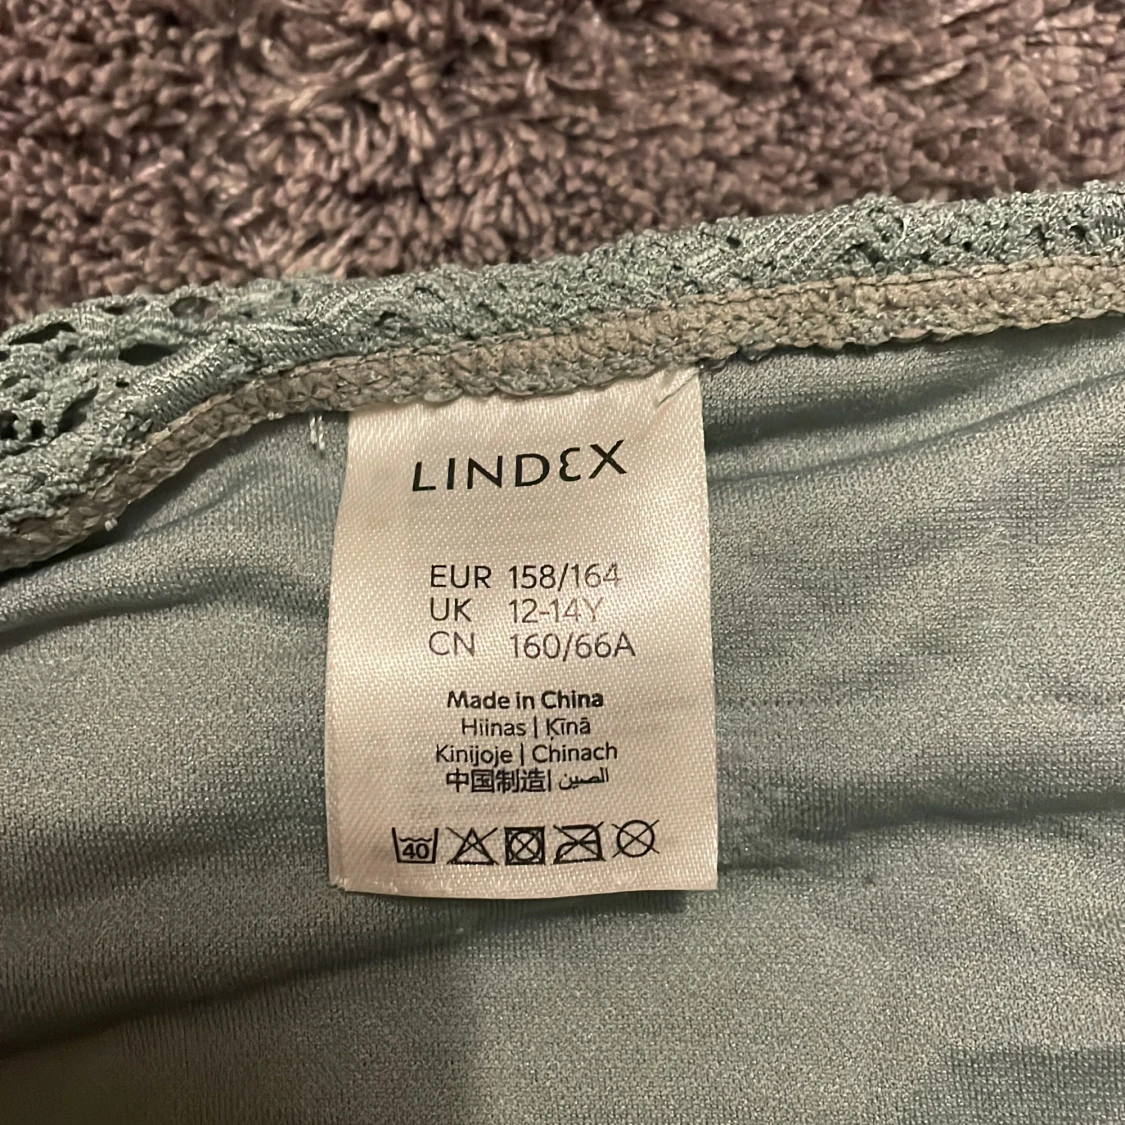 LINDEX
EUR 158/164
UK 12-14Y
CN 160/66A
Made in China
Hiinas | Ķīnā
Kinijoje | Chinach
中国制造| الصين
40